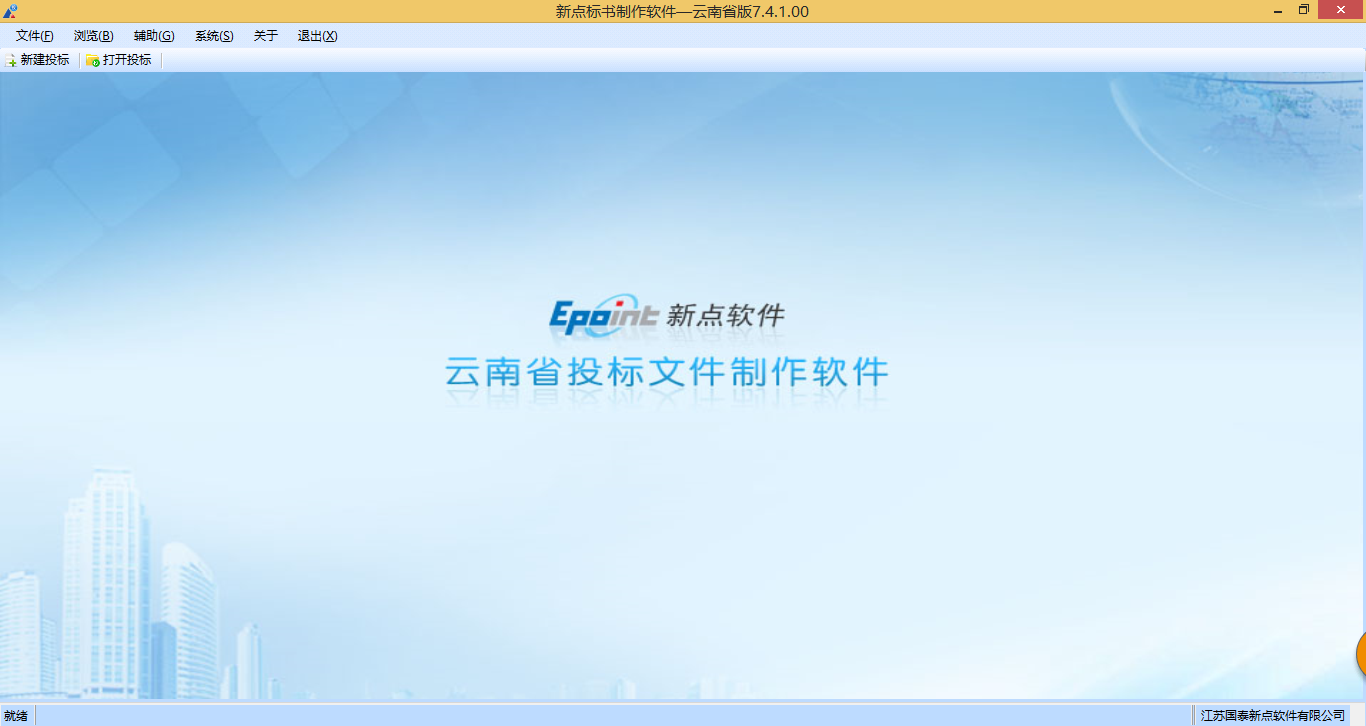 新点标书制作软件—云南省版7.4.1.00
文件(F) 浏览(B) 辅助(G) 系统(S) 关于 退出(X)
新建投标 打开投标
Epoint 新点软件
云南省投标文件制作软件
就绪 江苏国泰新点软件有限公司